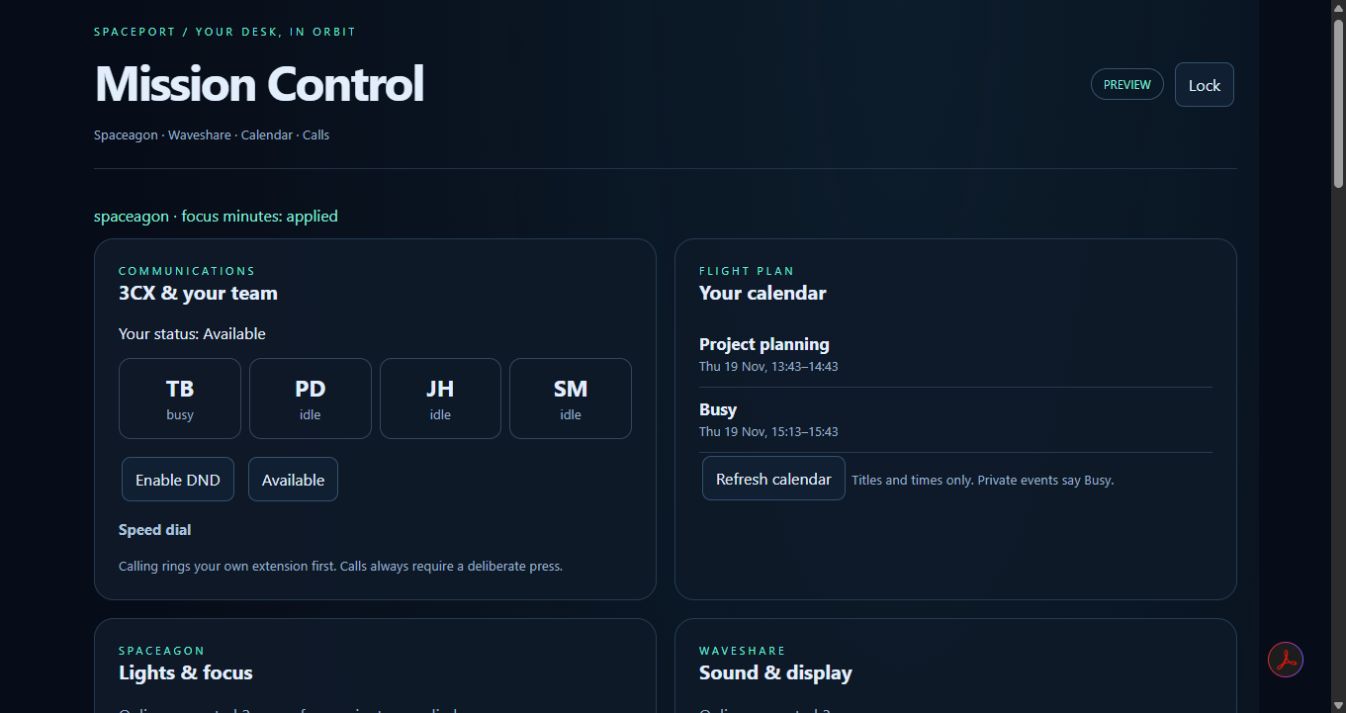 SPACEPORT / YOUR DESK, IN ORBIT
Mission Control
PREVIEW
Lock
Spaceagon · Waveshare · Calendar · Calls
spaceagon · focus minutes: applied
COMMUNICATIONS
3CX & your team
Your status: Available
TB
busy
PD
idle
JH
idle
SM
idle
Enable DND
Available
Speed dial
Calling rings your own extension first. Calls always require a deliberate press.
FLIGHT PLAN
Your calendar
Project planning
Thu 19 Nov, 13:43–14:43
Busy
Thu 19 Nov, 15:13–15:43
Refresh calendar
Titles and times only. Private events say Busy.
SPACEAGON
Lights & focus
WAVESHARE
Sound & display